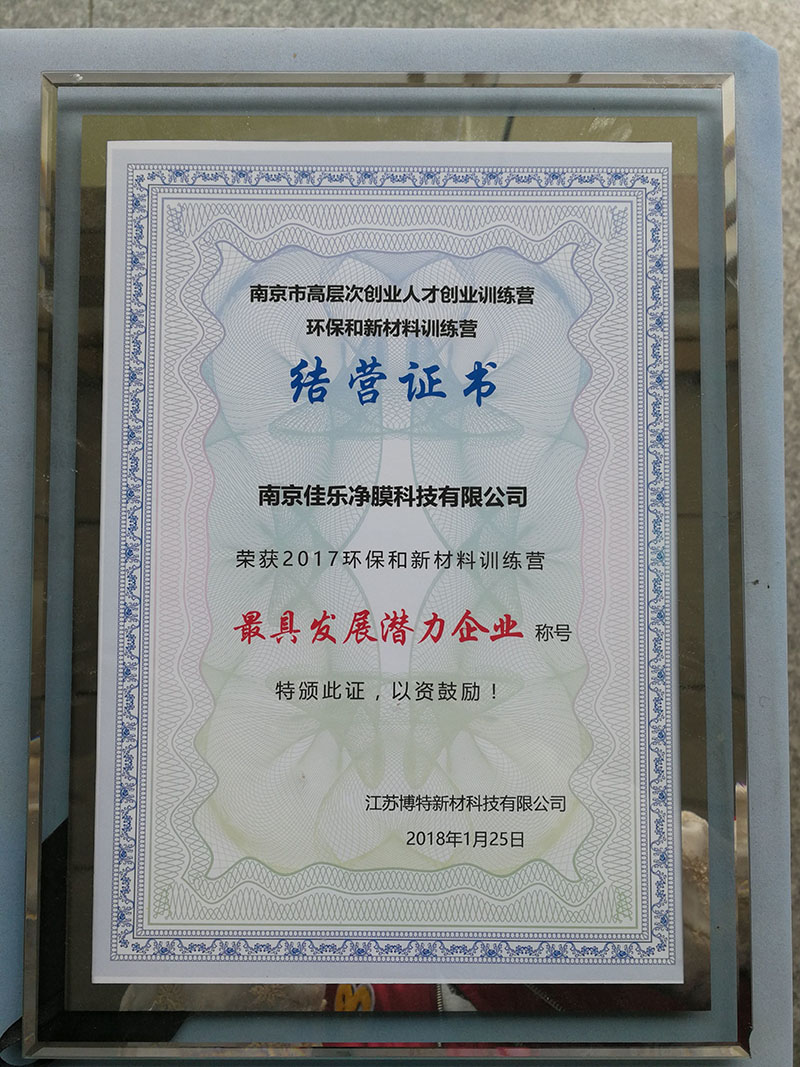 南京市高层次创业人才创业训练营
环保和新材料训练营
结营证书
南京佳乐净膜科技有限公司
荣获2017环保和新材料训练营
最具发展潜力企业 称号
特颁此证，以资鼓励！
江苏博特新材科技有限公司
2018年1月25日